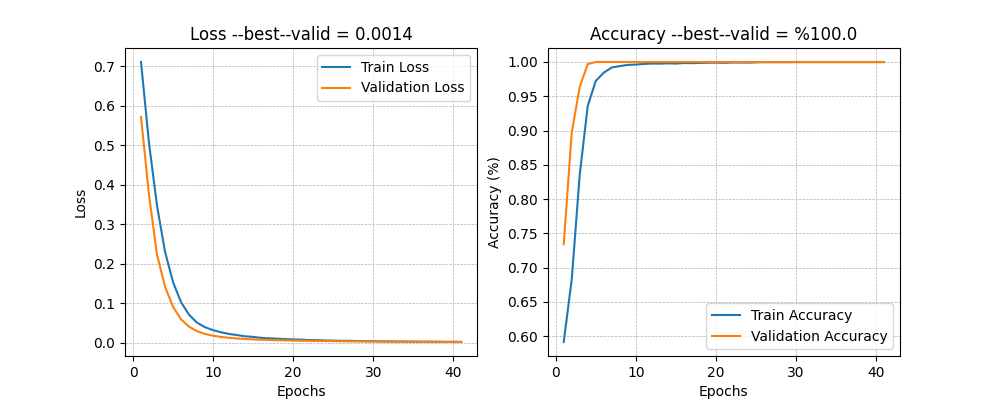 Loss --best--valid = 0.0014
Loss
0.7
0.6
0.5
0.4
0.3
0.2
0.1
0.0
Train Loss
Validation Loss
0 10 20 30 40
Epochs
Accuracy --best--valid = %100.0
Accuracy (%)
1.00
0.95
0.90
0.85
0.80
0.75
0.70
0.65
0.60
Train Accuracy
Validation Accuracy
0 10 20 30 40
Epochs